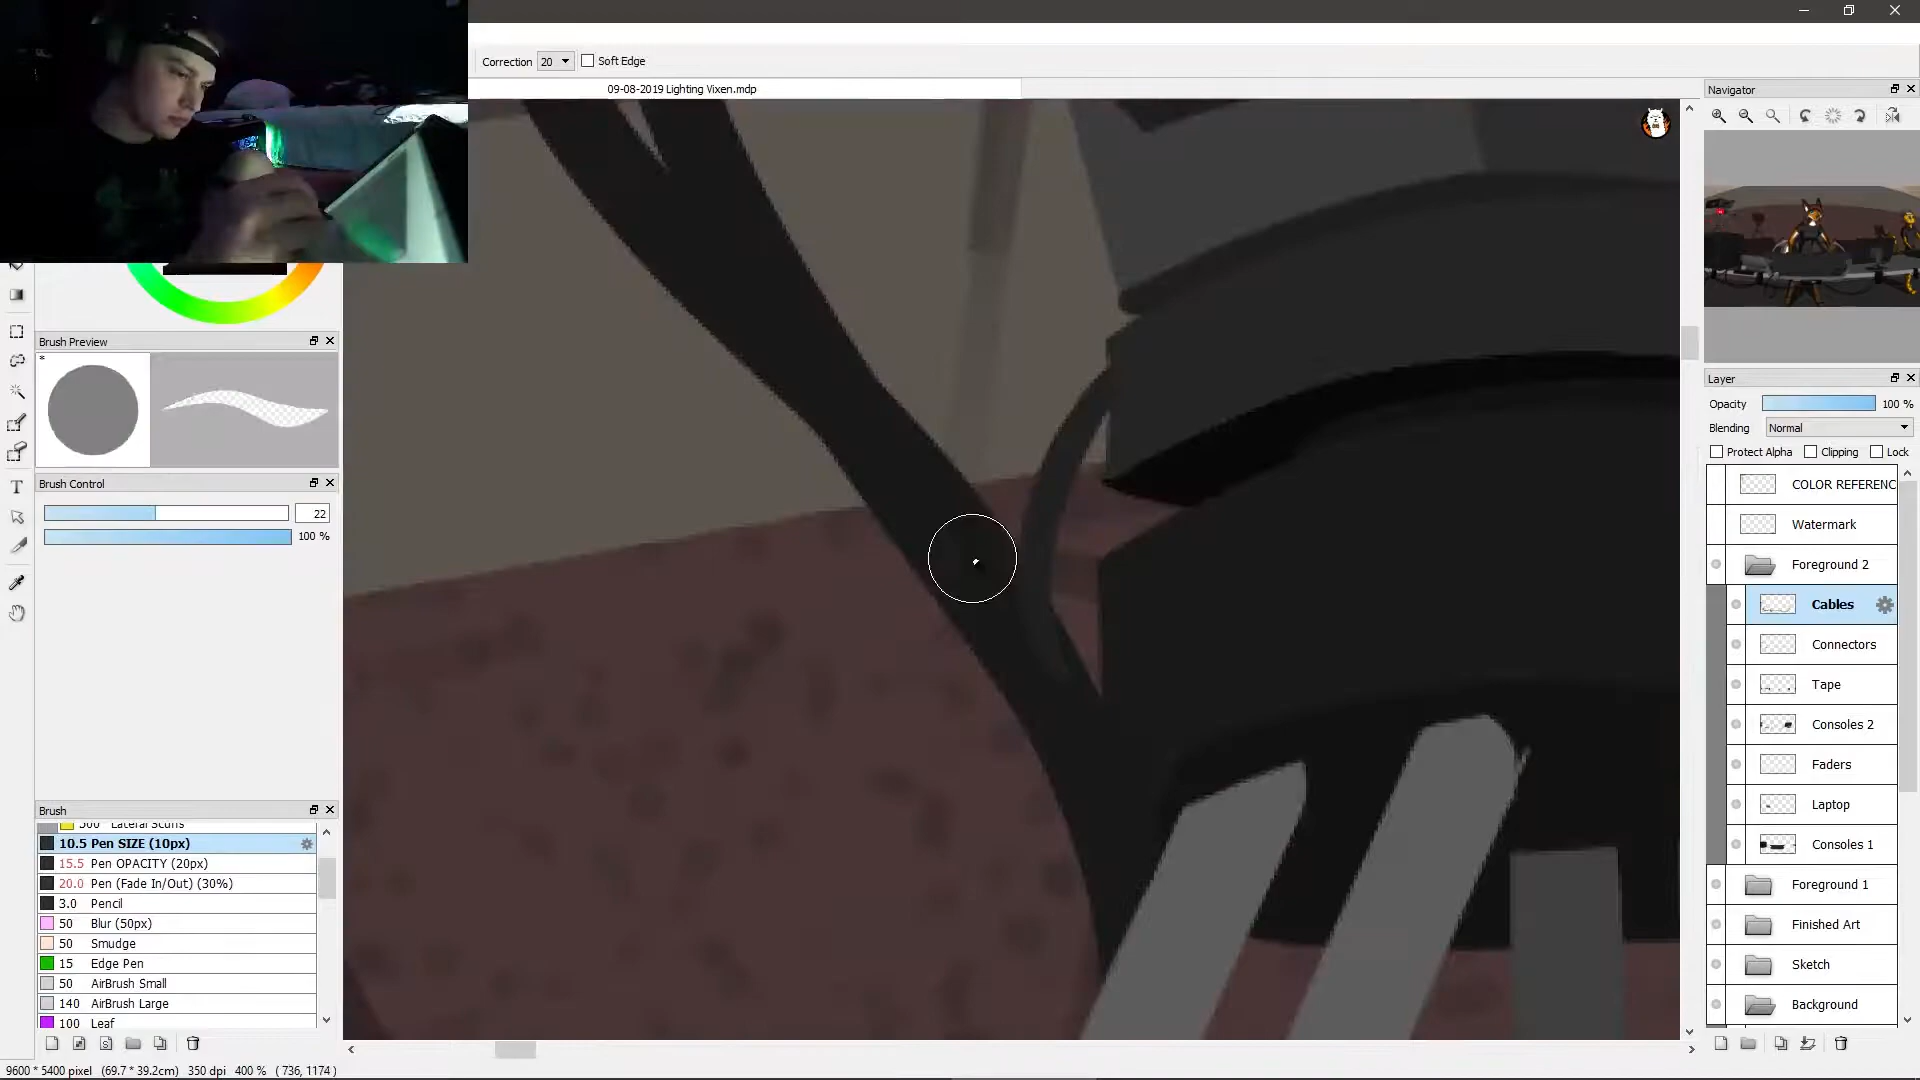 Correction 20 Soft Edge
09-08-2019 Lighting Vixen.mdp
Navigator
Brush Preview
*
Brush Control
22
100 %
Layer
Opacity 100 %
Blending Normal
Protect Alpha Clipping Lock
COLOR REFERENC
Watermark
Foreground 2
Cables
Connectors
Tape
Consoles 2
Faders
Laptop
Consoles 1
Foreground 1
Finished Art
Sketch
Background
Brush
500 Lateral Scuffs
10.5 Pen SIZE (10px)
15.5 Pen OPACITY (20px)
20.0 Pen (Fade In/Out) (30%)
3.0 Pencil
50 Blur (50px)
50 Smudge
15 Edge Pen
50 AirBrush Small
140 AirBrush Large
100 Leaf
9600 * 5400 pixel (69.7 * 39.2cm) 350 dpi 400 % ( 736, 1174 )